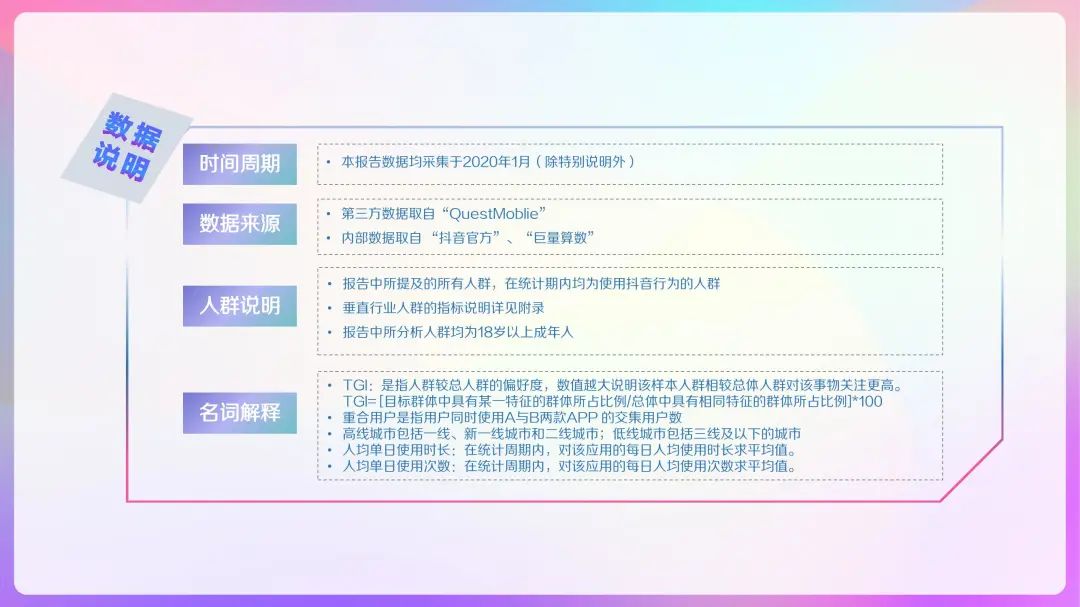 数据
说明
时间周期
• 本报告数据均采集于2020年1月（除特别说明外）
数据来源
• 第三方数据取自“QuestMoblie”
• 内部数据取自 “抖音官方”、“巨量算数”
人群说明
• 报告中所提及的所有人群，在统计期内均为使用抖音行为的人群
• 垂直行业人群的指标说明详见附录
• 报告中所分析人群均为18岁以上成年人
名词解释
• TGI：是指人群较总人群的偏好度，数值越大说明该样本人群相较总体人群对该事物关注更高。
TGI= [目标群体中具有某一特征的群体所占比例/总体中具有相同特征的群体所占比例]*100
• 重合用户是指用户同时使用A与B两款APP 的交集用户数
• 高线城市包括一线、新一线城市和二线城市；低线城市包括三线及以下的城市
• 人均单日使用时长：在统计周期内，对该应用的每日人均使用时长求平均值。
• 人均单日使用次数：在统计周期内，对该应用的每日人均使用次数求平均值。